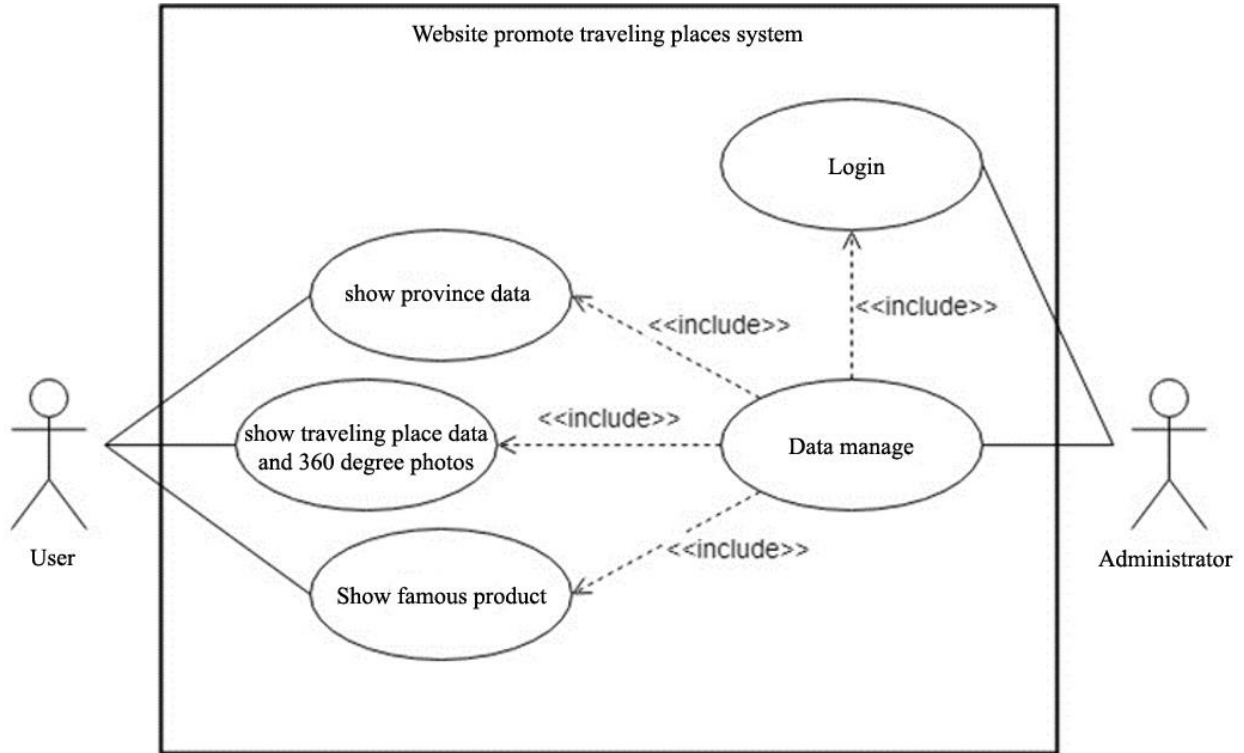 Website promote traveling places system
Login
show province data
<<include>>
<<include>>
show traveling place data
and 360 degree photos
<<include>>
Data manage
<<include>>
Show famous product
User
Administrator